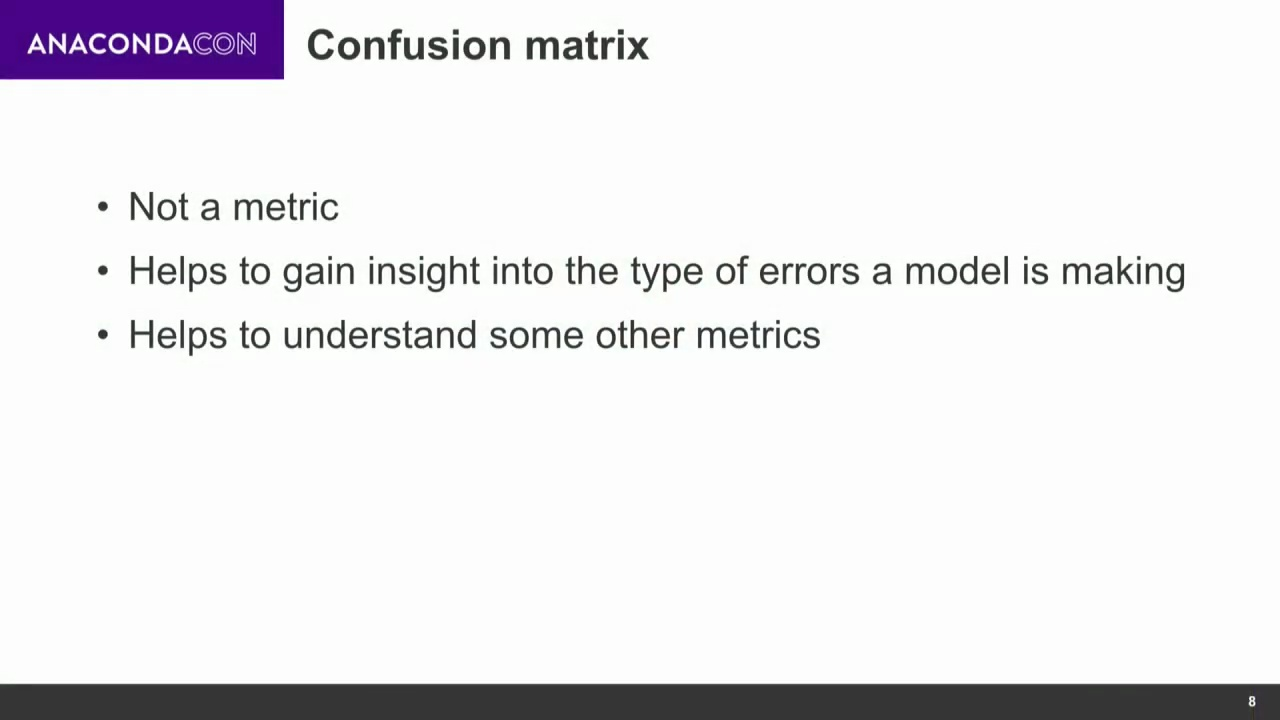 ANACONDACON
Confusion matrix
• Not a metric
• Helps to gain insight into the type of errors a model is making
• Helps to understand some other metrics
8